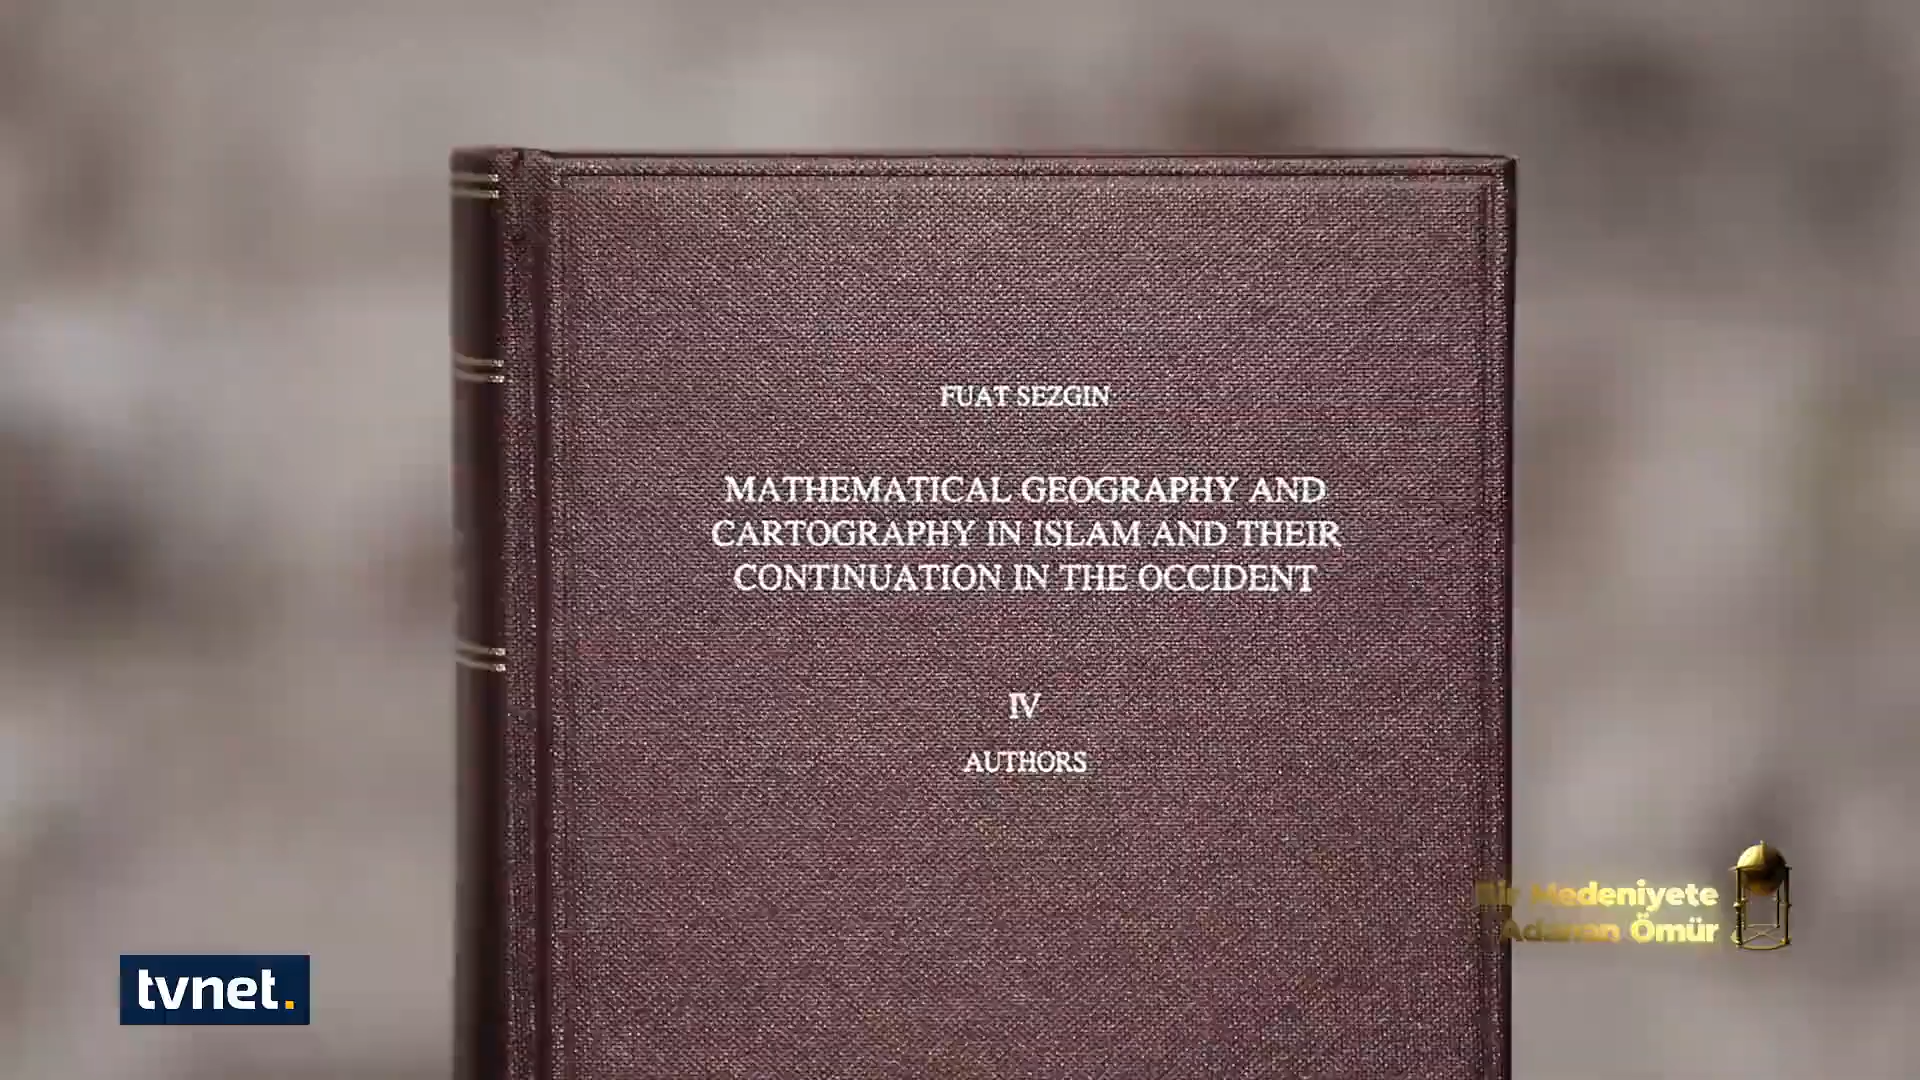 FUAT SEZGIN
MATHEMATICAL GEOGRAPHY AND
CARTOGRAPHY IN ISLAM AND THEIR
CONTINUATION IN THE OCCIDENT
IV
AUTHORS
Bir Medeniyete
Adanan Ömür
tvnet.